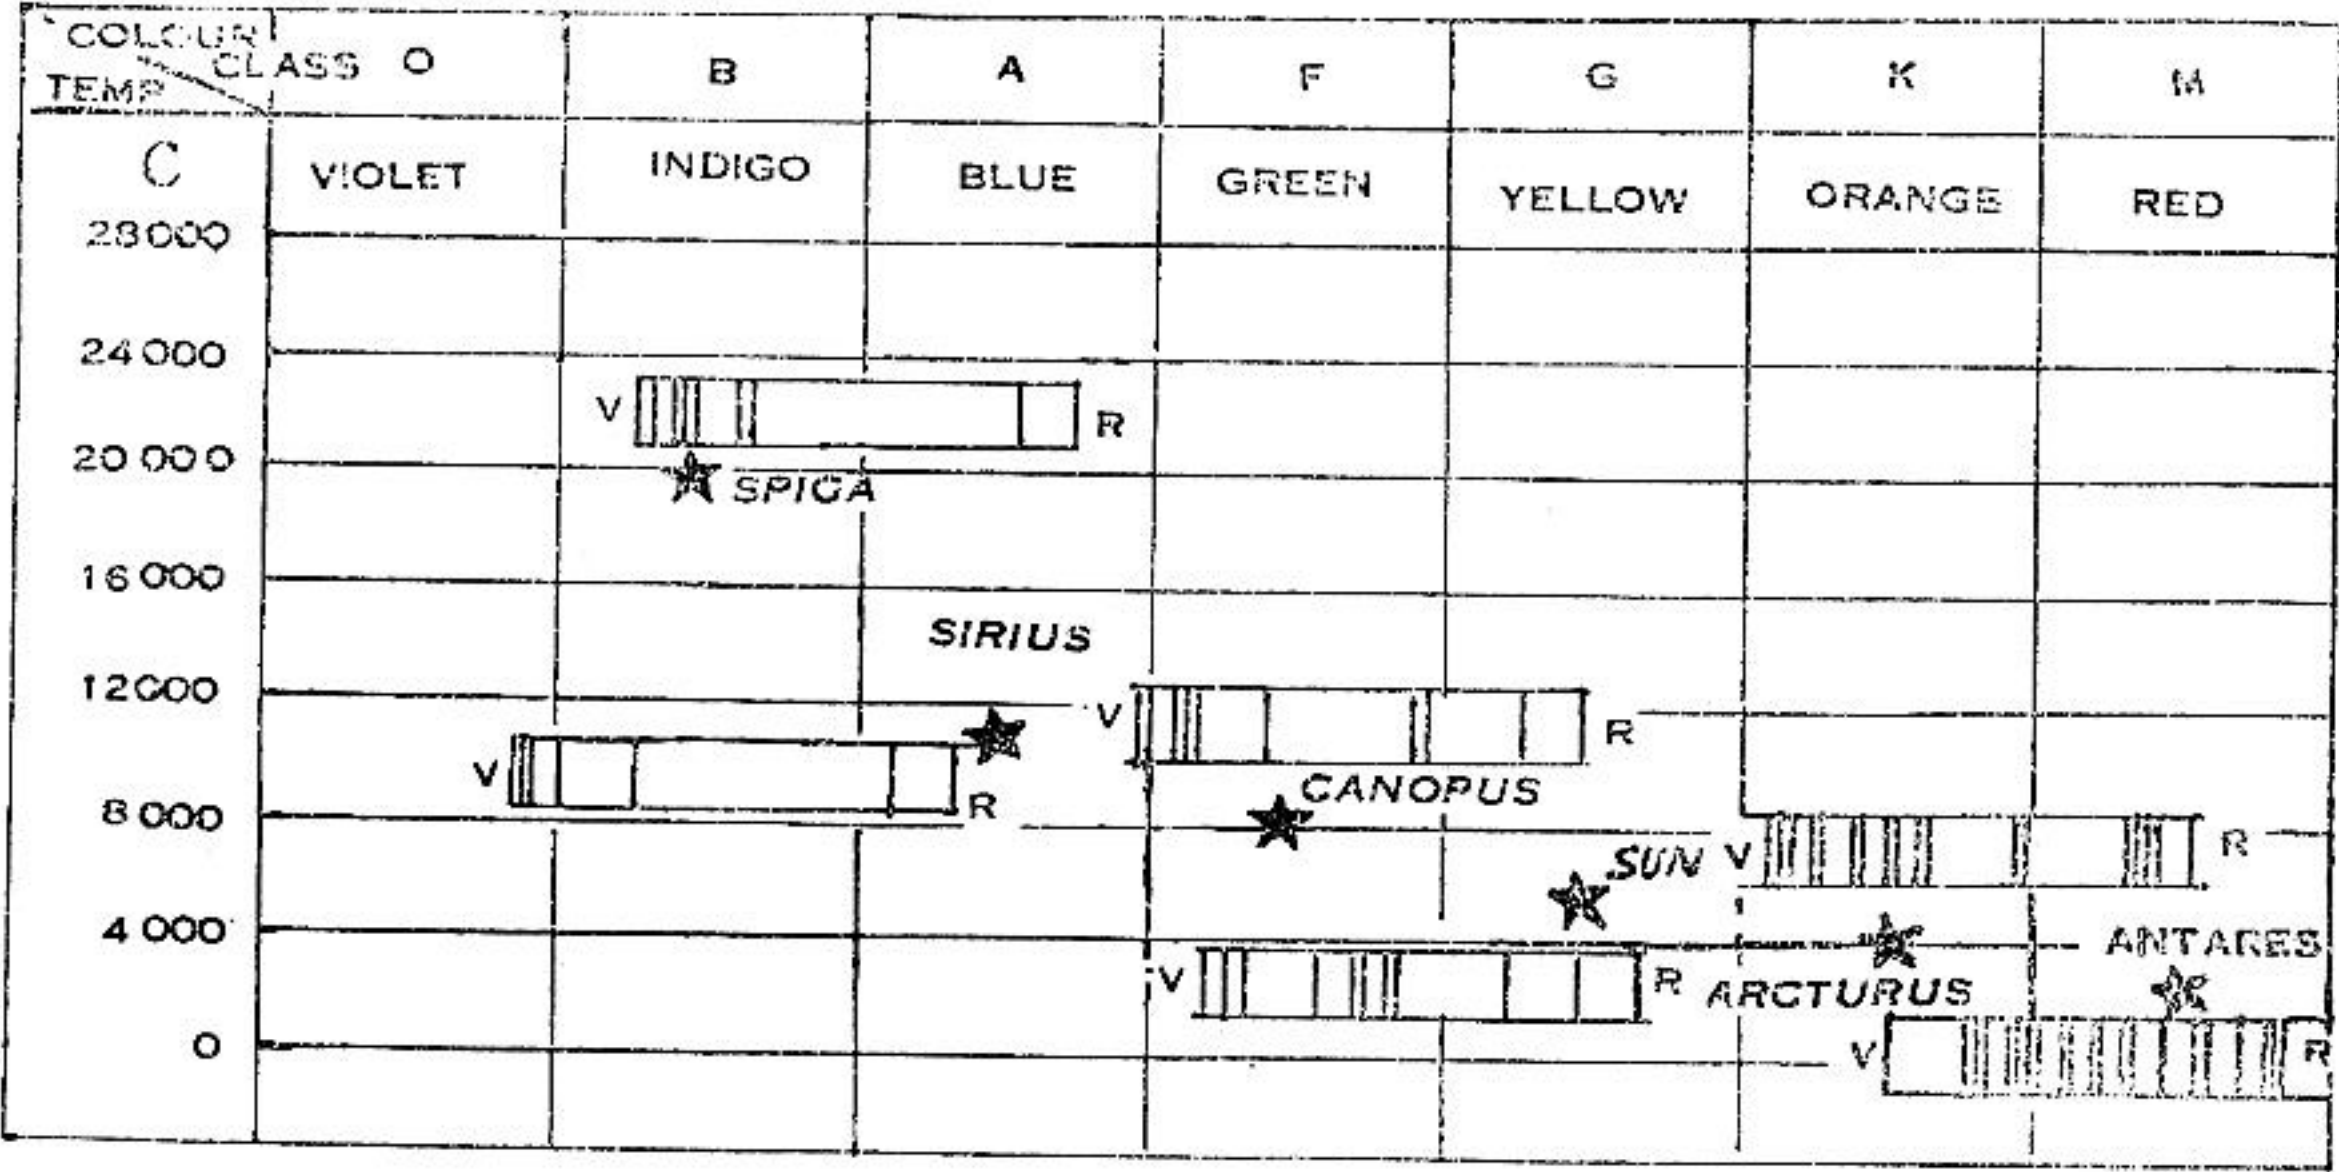 COLOUR
CLASS O B A F G K M
TEMP
C VIOLET INDIGO BLUE GREEN YELLOW ORANGE RED
28000
24000
V R
20000
SPICA
16000
SIRIUS
12000
V R
V R
CANOPUS
8000
SUN V R
4000
ANTARES
V R ARCTURUS
0
V R